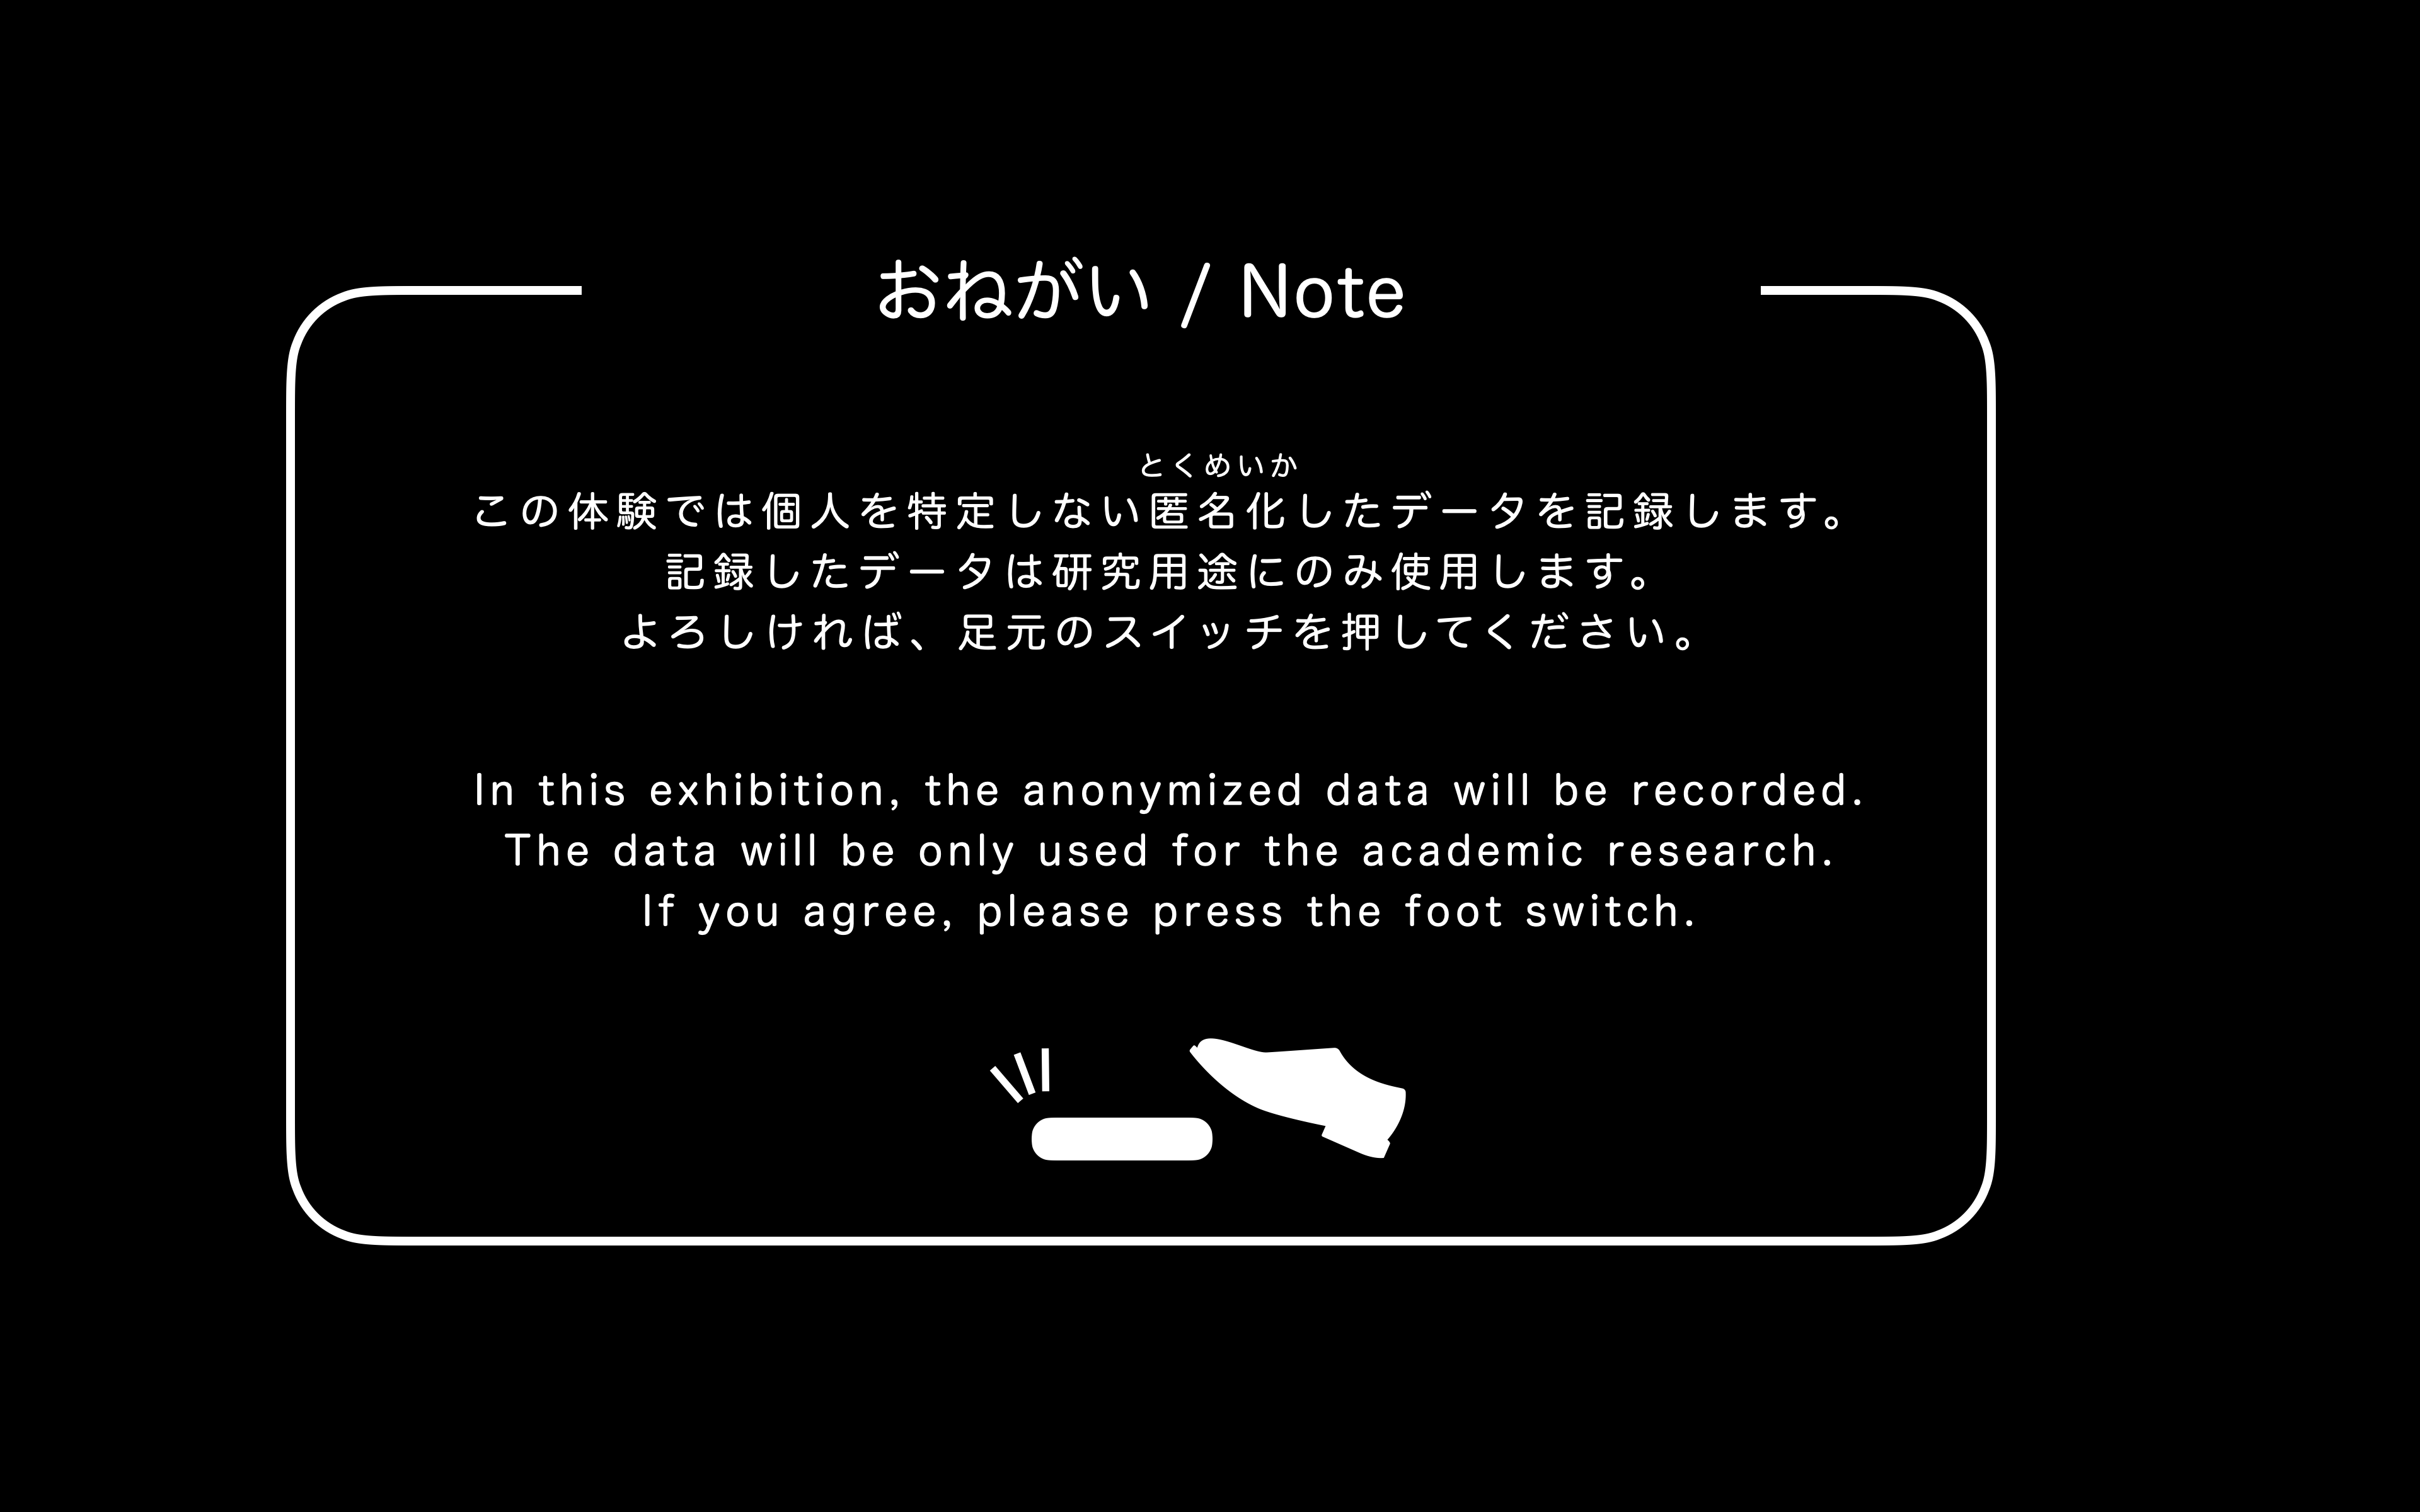 おねがい / Note
とくめいか
この体験では個人を特定しない匿名化したデータを記録します。
記録したデータは研究用途にのみ使用します。
よろしければ、足元のスイッチを押してください。
In this exhibition, the anonymized data will be recorded.
The data will be only used for the academic research.
If you agree, please press the foot switch.